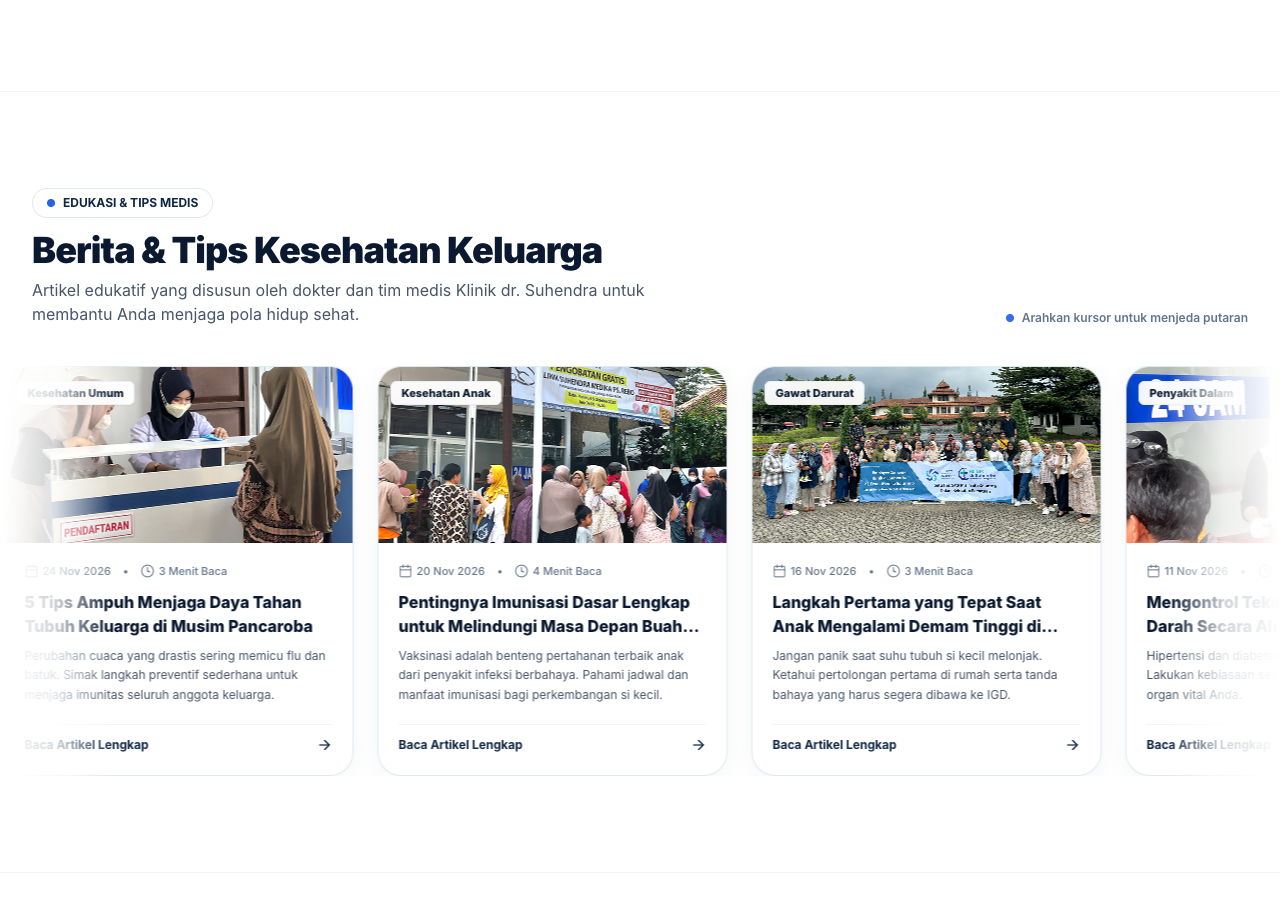 EDUKASI & TIPS MEDIS
Berita & Tips Kesehatan Keluarga
Artikel edukatif yang disusun oleh dokter dan tim medis Klinik dr. Suhendra untuk
membantu Anda menjaga pola hidup sehat.
Arahkan kursor untuk menjeda putaran
Kesehatan Umum
PENDAFTARAN
24 Nov 2026 • 3 Menit Baca
5 Tips Ampuh Menjaga Daya Tahan
Tubuh Keluarga di Musim Pancaroba
Perubahan cuaca yang drastis sering memicu flu dan
batuk. Simak langkah preventif sederhana untuk
menjaga imunitas seluruh anggota keluarga.
Baca Artikel Lengkap
Kesehatan Anak
PENGOBATAN GRATIS
24 JA
20 Nov 2026 • 4 Menit Baca
Pentingnya Imunisasi Dasar Lengkap
untuk Melindungi Masa Depan Buah...
Vaksinasi adalah benteng pertahanan terbaik anak
dari penyakit infeksi berbahaya. Pahami jadwal dan
manfaat imunisasi bagi perkembangan si kecil.
Baca Artikel Lengkap
Gawat Darurat
16 Nov 2026 • 3 Menit Baca
Langkah Pertama yang Tepat Saat
Anak Mengalami Demam Tinggi di...
Jangan panik saat suhu tubuh si kecil melonjak.
Ketahui pertolongan pertama di rumah serta tanda
bahaya yang harus segera dibawa ke IGD.
Baca Artikel Lengkap
Penyakit Dalam
24 JAM
11 Nov 2026 •
Mengontrol Teka
Darah Secara Al
Hipertensi dan diabetes
Lakukan kebiasaan
organ vital Anda.
Baca Artikel Lengkap